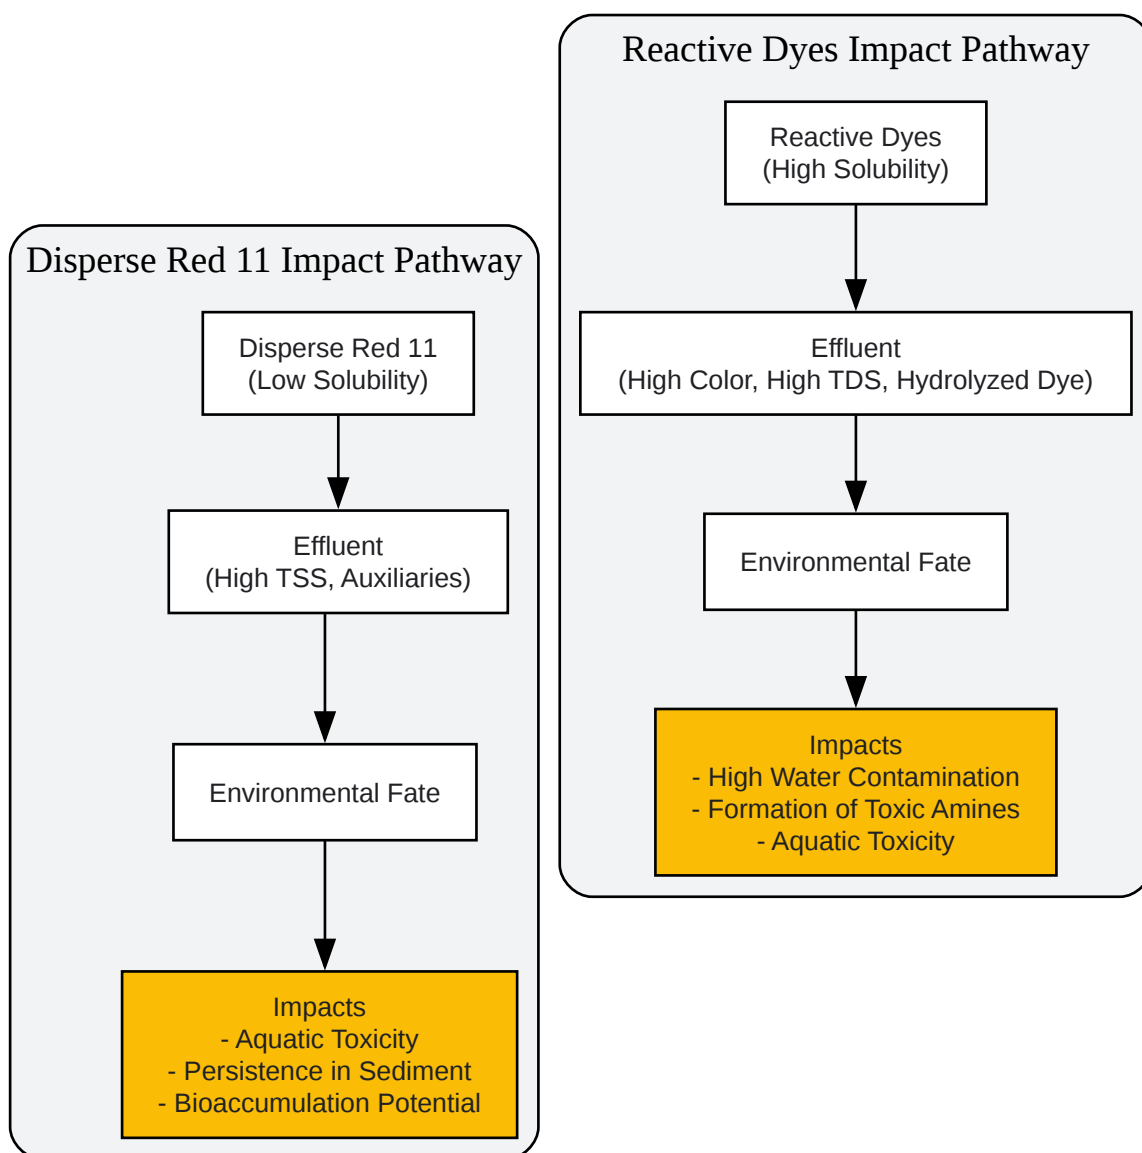 Disperse Red 11 Impact Pathway
Disperse Red 11
(Low Solubility)
Effluent
(High TSS, Auxiliaries)
Environmental Fate
Impacts
- Aquatic Toxicity
- Persistence in Sediment
- Bioaccumulation Potential
Reactive Dyes Impact Pathway
Reactive Dyes
(High Solubility)
Effluent
(High Color, High TDS, Hydrolyzed Dye)
Environmental Fate
Impacts
- High Water Contamination
- Formation of Toxic Amines
- Aquatic Toxicity